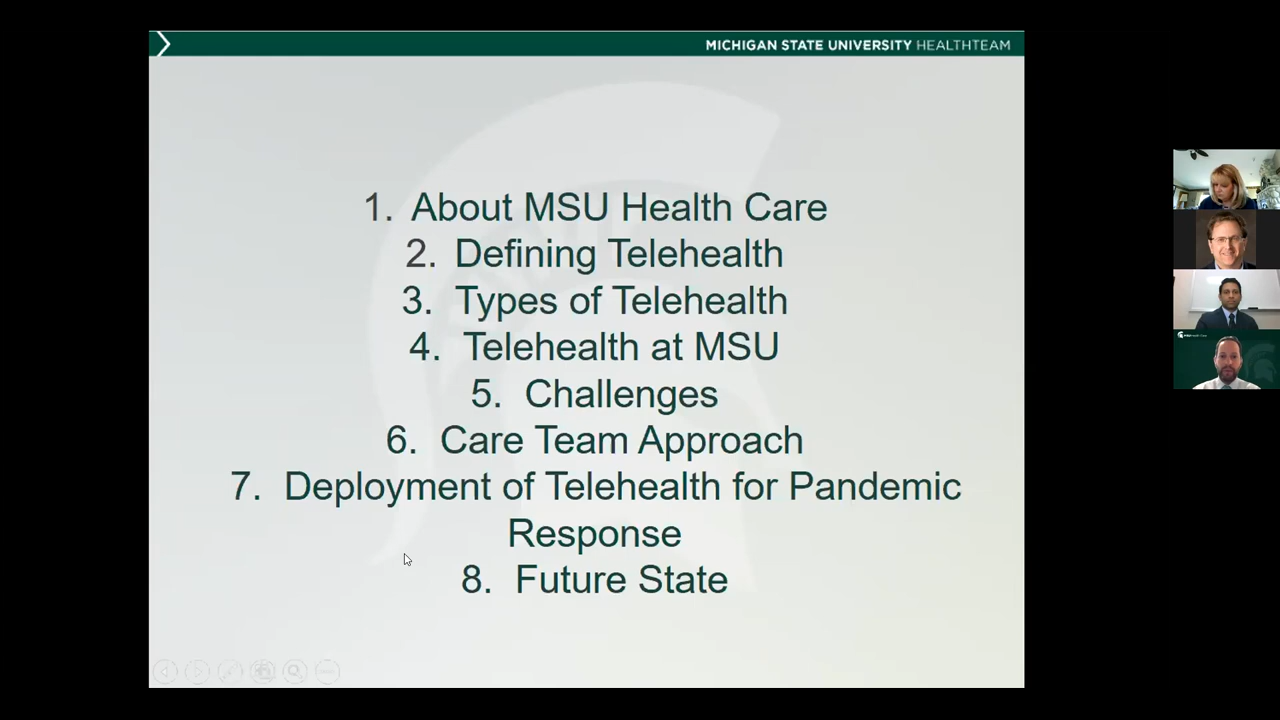 MICHIGAN STATE UNIVERSITY HEALTHTEAM
1. About MSU Health Care
2. Defining Telehealth
3. Types of Telehealth
4. Telehealth at MSU
5. Challenges
6. Care Team Approach
7. Deployment of Telehealth for Pandemic
Response
8. Future State